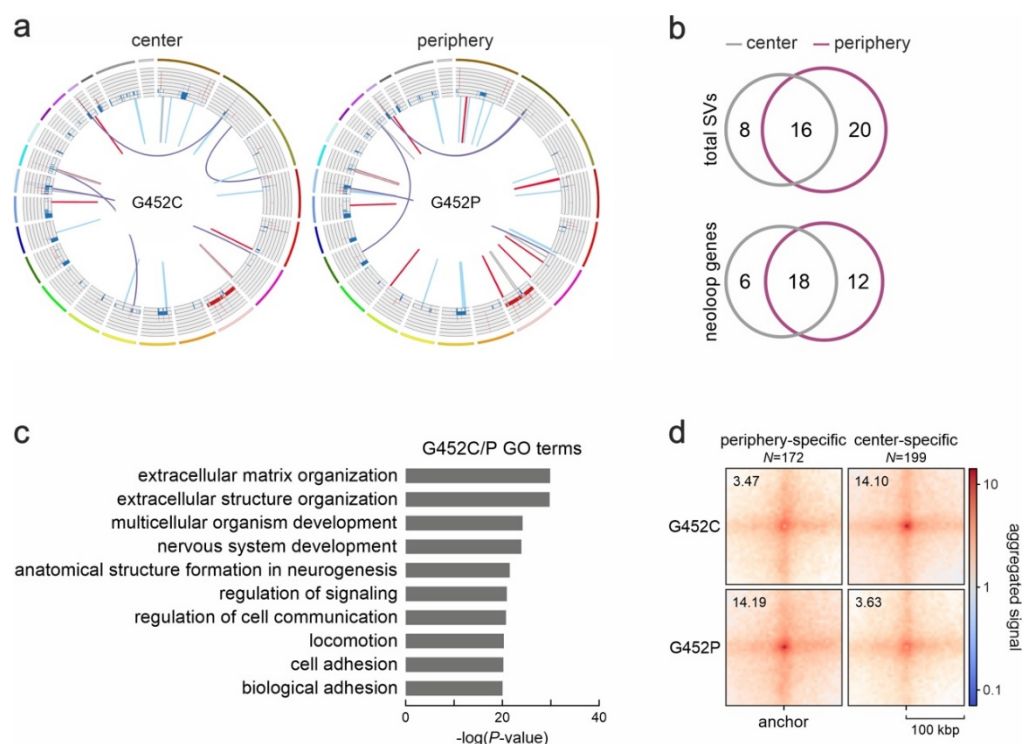 a
center
periphery
G452C
G452P
b
center
periphery
total SVs
8
16
20
neoloop genes
6
18
12
c
G452C/P GO terms
extracellular matrix organization
extracellular structure organization
multicellular organism development
nervous system development
anatomical structure formation in neurogenesis
regulation of signaling
regulation of cell communication
locomotion
cell adhesion
biological adhesion
0
20
40
-log(P-value)
d
periphery-specific
N=172
center-specific
N=199
G452C
3.47
14.10
G452P
14.19
3.63
anchor
100 kbp
10
1
0.1
aggregated signal